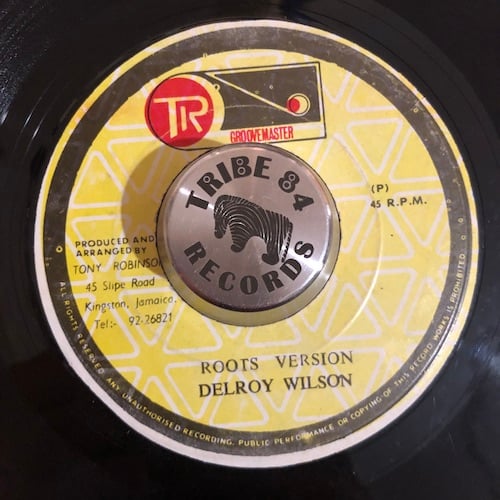 TR
GROOVEMASTER
TRIBE 84
RECORDS
(P)
45 R.P.M.
PRODUCED AND
ARRANGED BY
TONY ROBINSO
45 Slipe Road
Kingston, Jamaica.
Tel:- 92-26821
ROOTS VERSION
DELROY WILSON
ALL RIGHTS RESERVED ANY UNAUTHORISED RECORDING. PUBLIC PERFORMANCE OR COPYING OF THIS RECORD WORKS IS PROHIBITED.